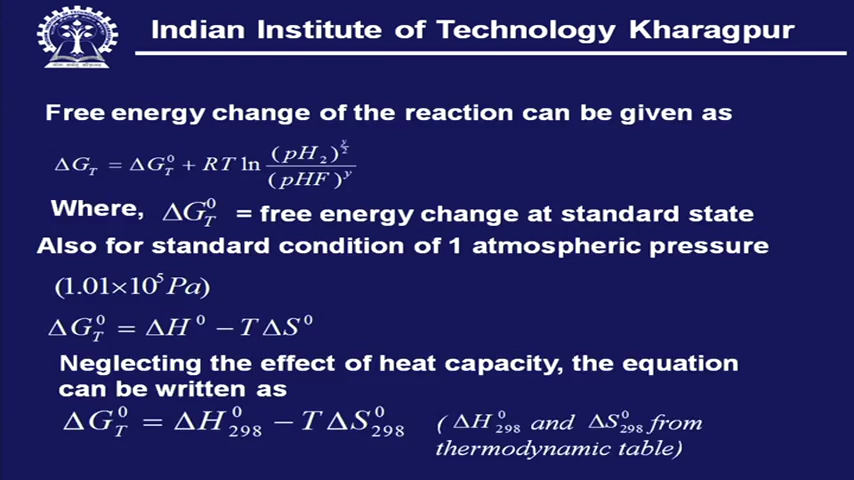 Indian Institute of Technology Kharagpur
Free energy change of the reaction can be given as
ΔG_T = ΔG_T^0 + RT ln (pH_2)^{y/2} / (pHF)^y
Where, ΔG_T^0 = free energy change at standard state
Also for standard condition of 1 atmospheric pressure
(1.01×10^5 Pa)
ΔG_T^0 = ΔH^0 − TΔS^0
Neglecting the effect of heat capacity, the equation
can be written as
ΔG_T^0 = ΔH_298^0 − TΔS_298^0 ( ΔH_298^0 and ΔS_298^0 from
thermodynamic table)